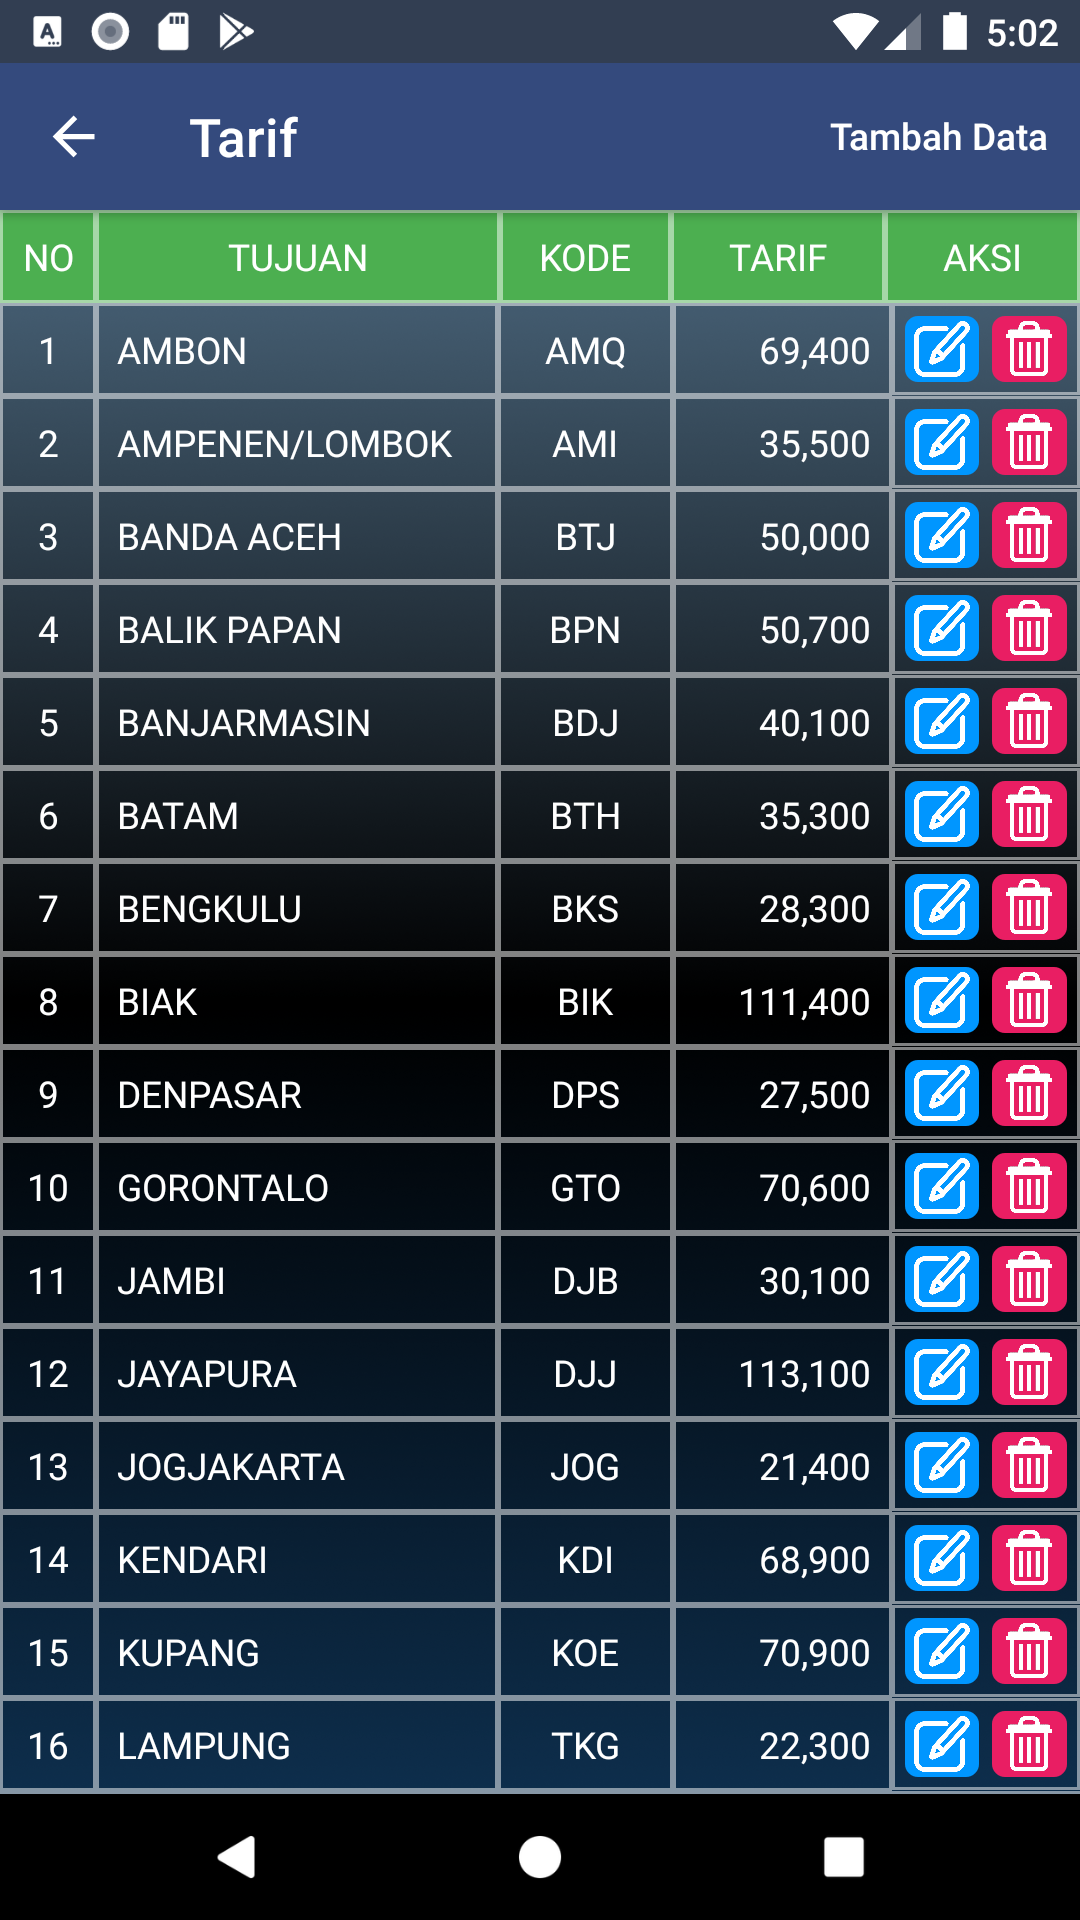 5:02
Tarif Tambah Data
NO TUJUAN KODE TARIF AKSI
1 AMBON AMQ 69,400
2 AMPENEN/LOMBOK AMI 35,500
3 BANDA ACEH BTJ 50,000
4 BALIK PAPAN BPN 50,700
5 BANJARMASIN BDJ 40,100
6 BATAM BTH 35,300
7 BENGKULU BKS 28,300
8 BIAK BIK 111,400
9 DENPASAR DPS 27,500
10 GORONTALO GTO 70,600
11 JAMBI DJB 30,100
12 JAYAPURA DJJ 113,100
13 JOGJAKARTA JOG 21,400
14 KENDARI KDI 68,900
15 KUPANG KOE 70,900
16 LAMPUNG TKG 22,300